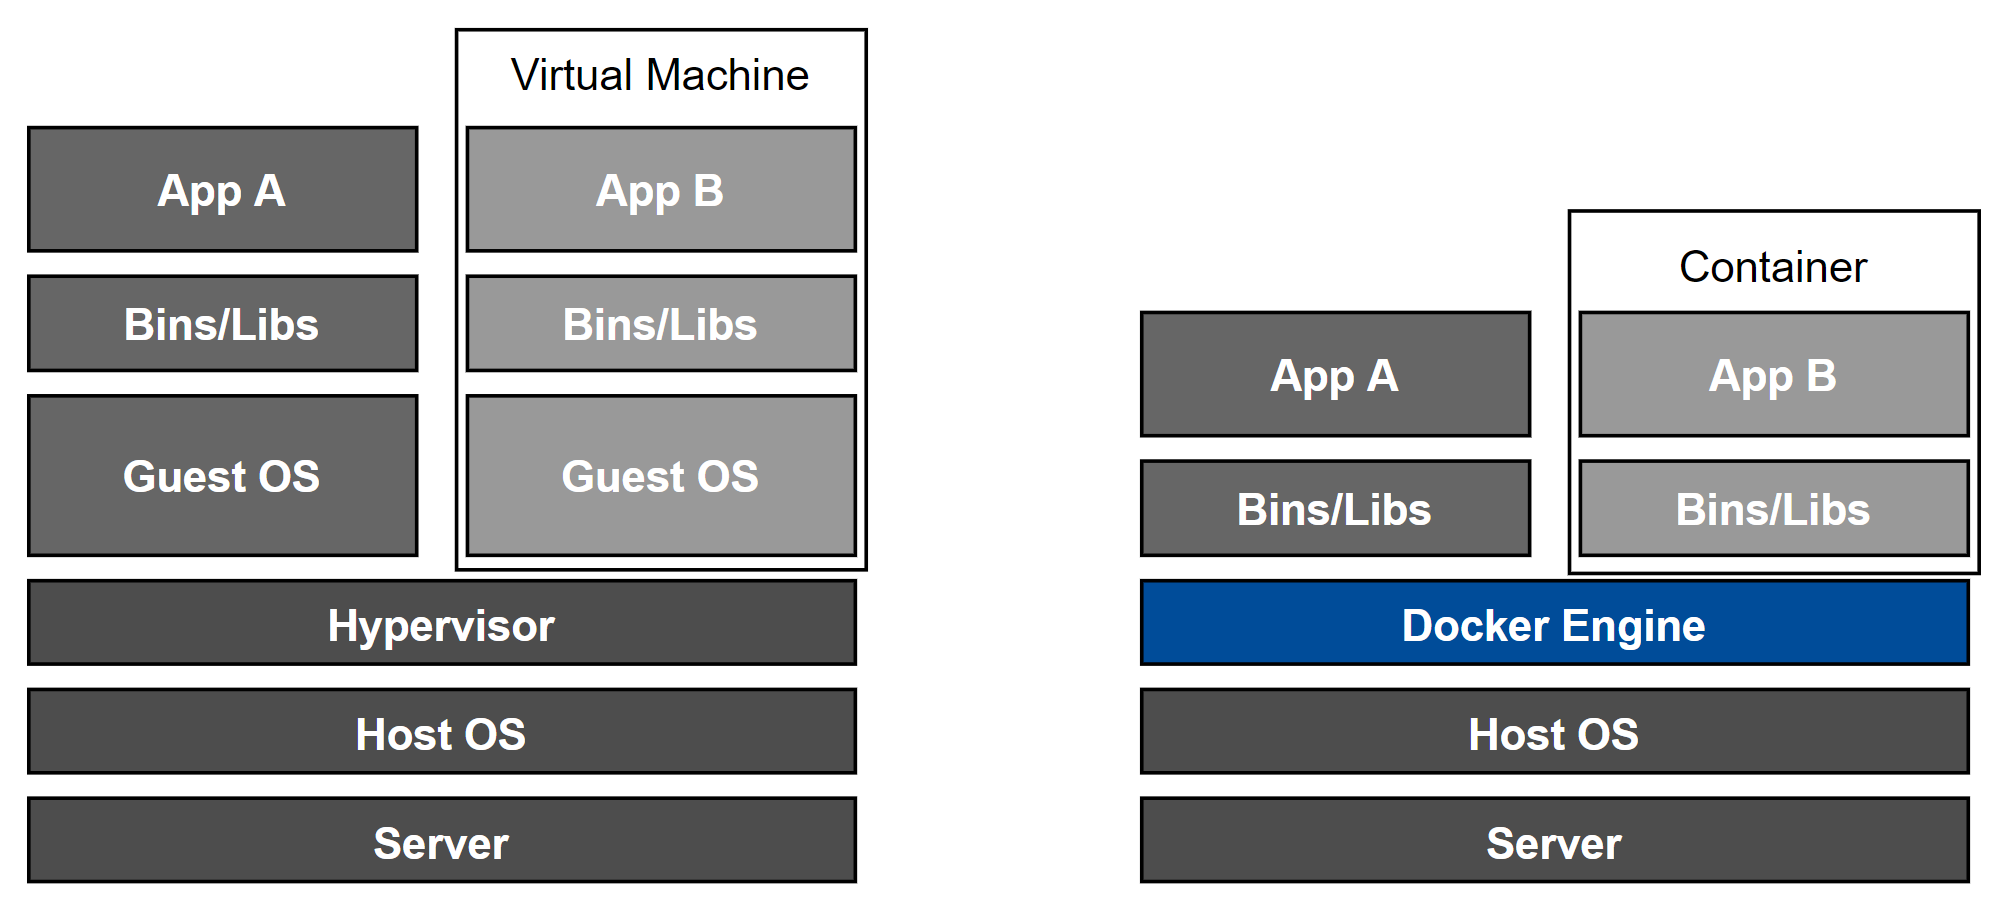 Virtual Machine
App A
App B
Bins/Libs
Bins/Libs
Guest OS
Guest OS
Hypervisor
Host OS
Server
Container
App A
App B
Bins/Libs
Bins/Libs
Docker Engine
Host OS
Server